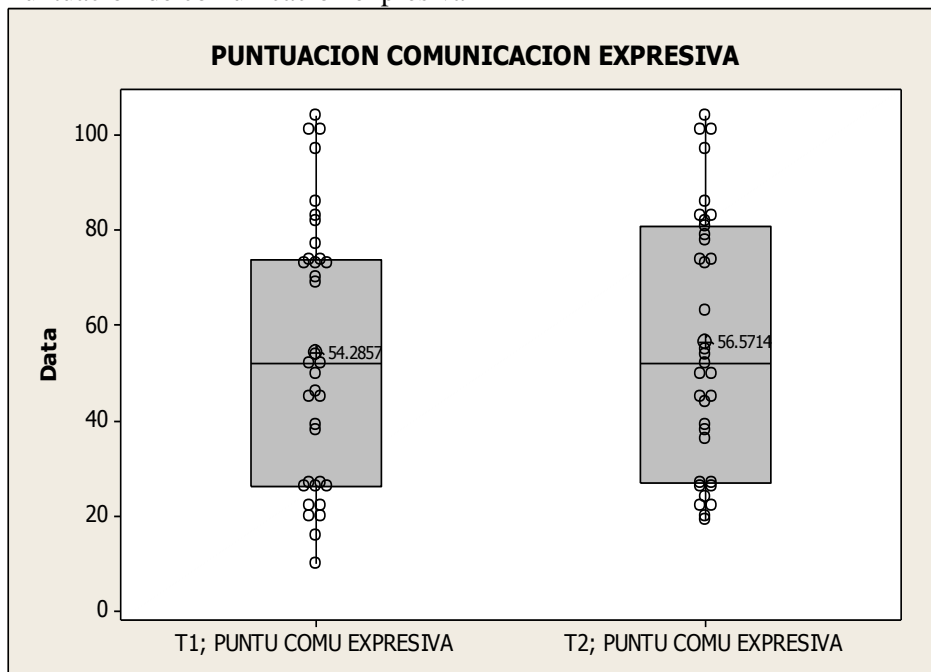 PUNTUACION COMUNICACION EXPRESIVA
100
80
60
40
20
0
Data
54.2857
56.5714
T1; PUNTU COMU EXPRESIVA
T2; PUNTU COMU EXPRESIVA